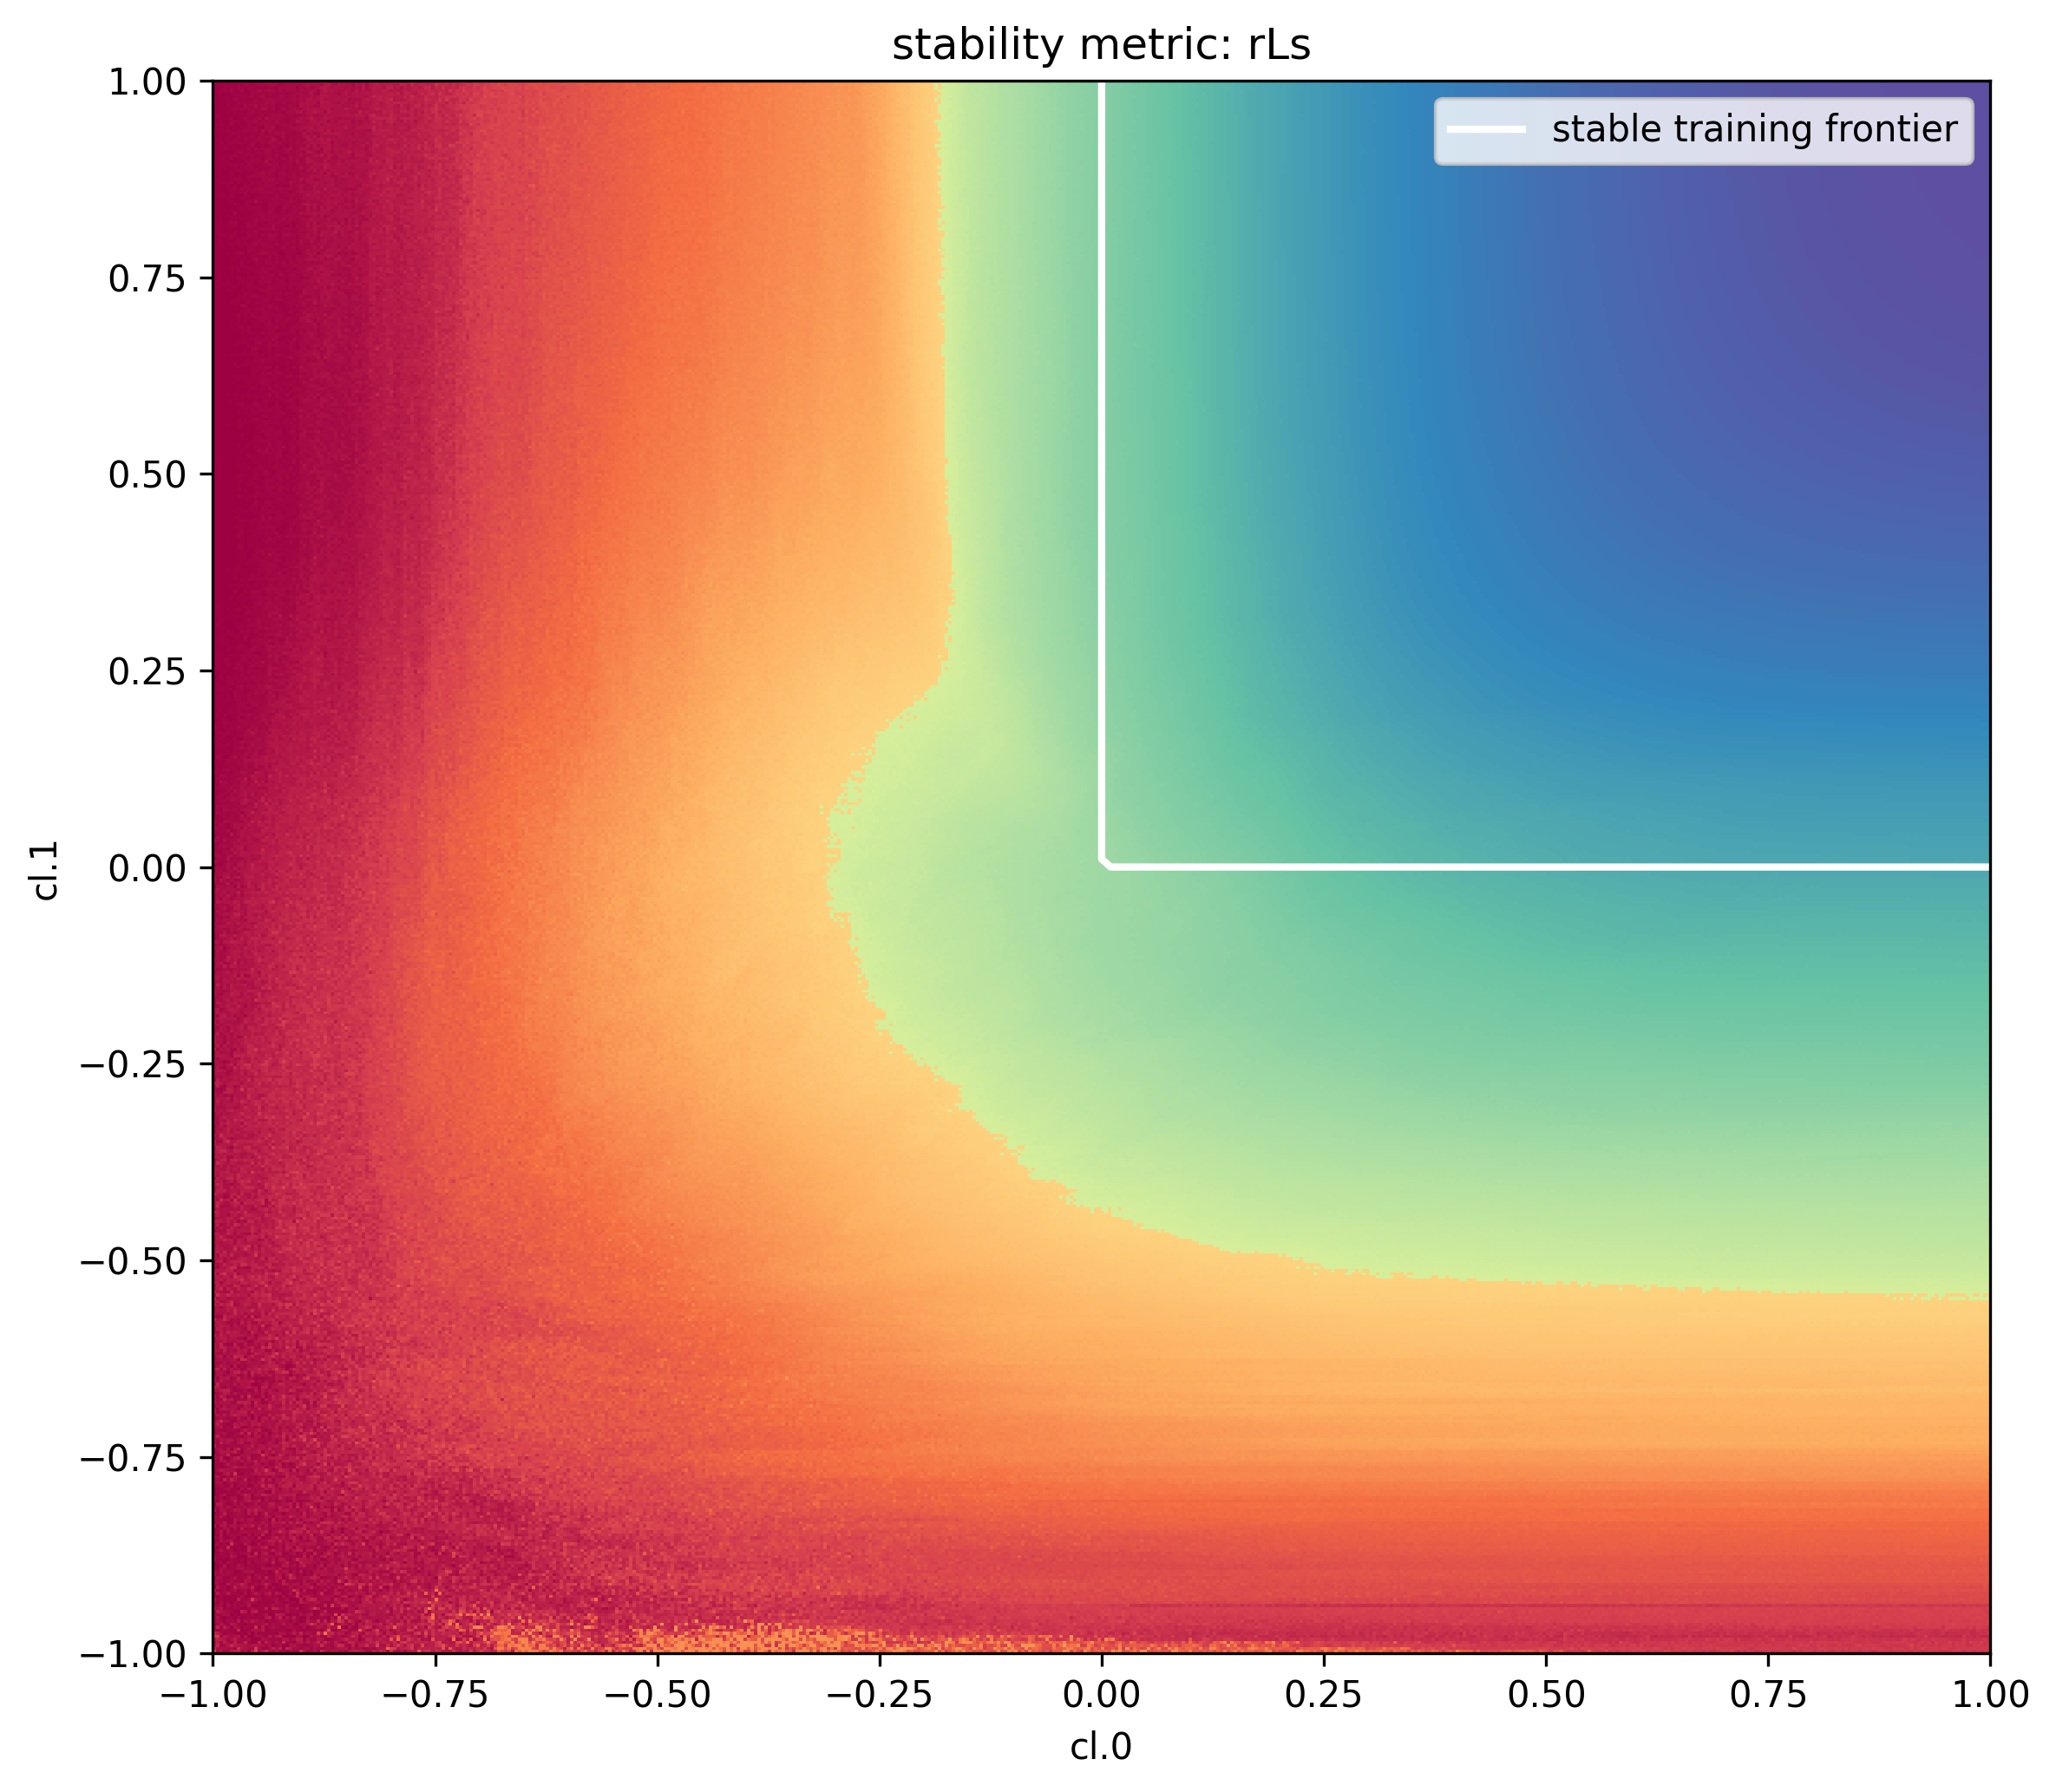 stability metric: rLs
stable training frontier
1.00
0.75
0.50
0.25
0.00
−0.25
−0.50
−0.75
−1.00
cl.1
−1.00 −0.75 −0.50 −0.25 0.00 0.25 0.50 0.75 1.00
cl.0